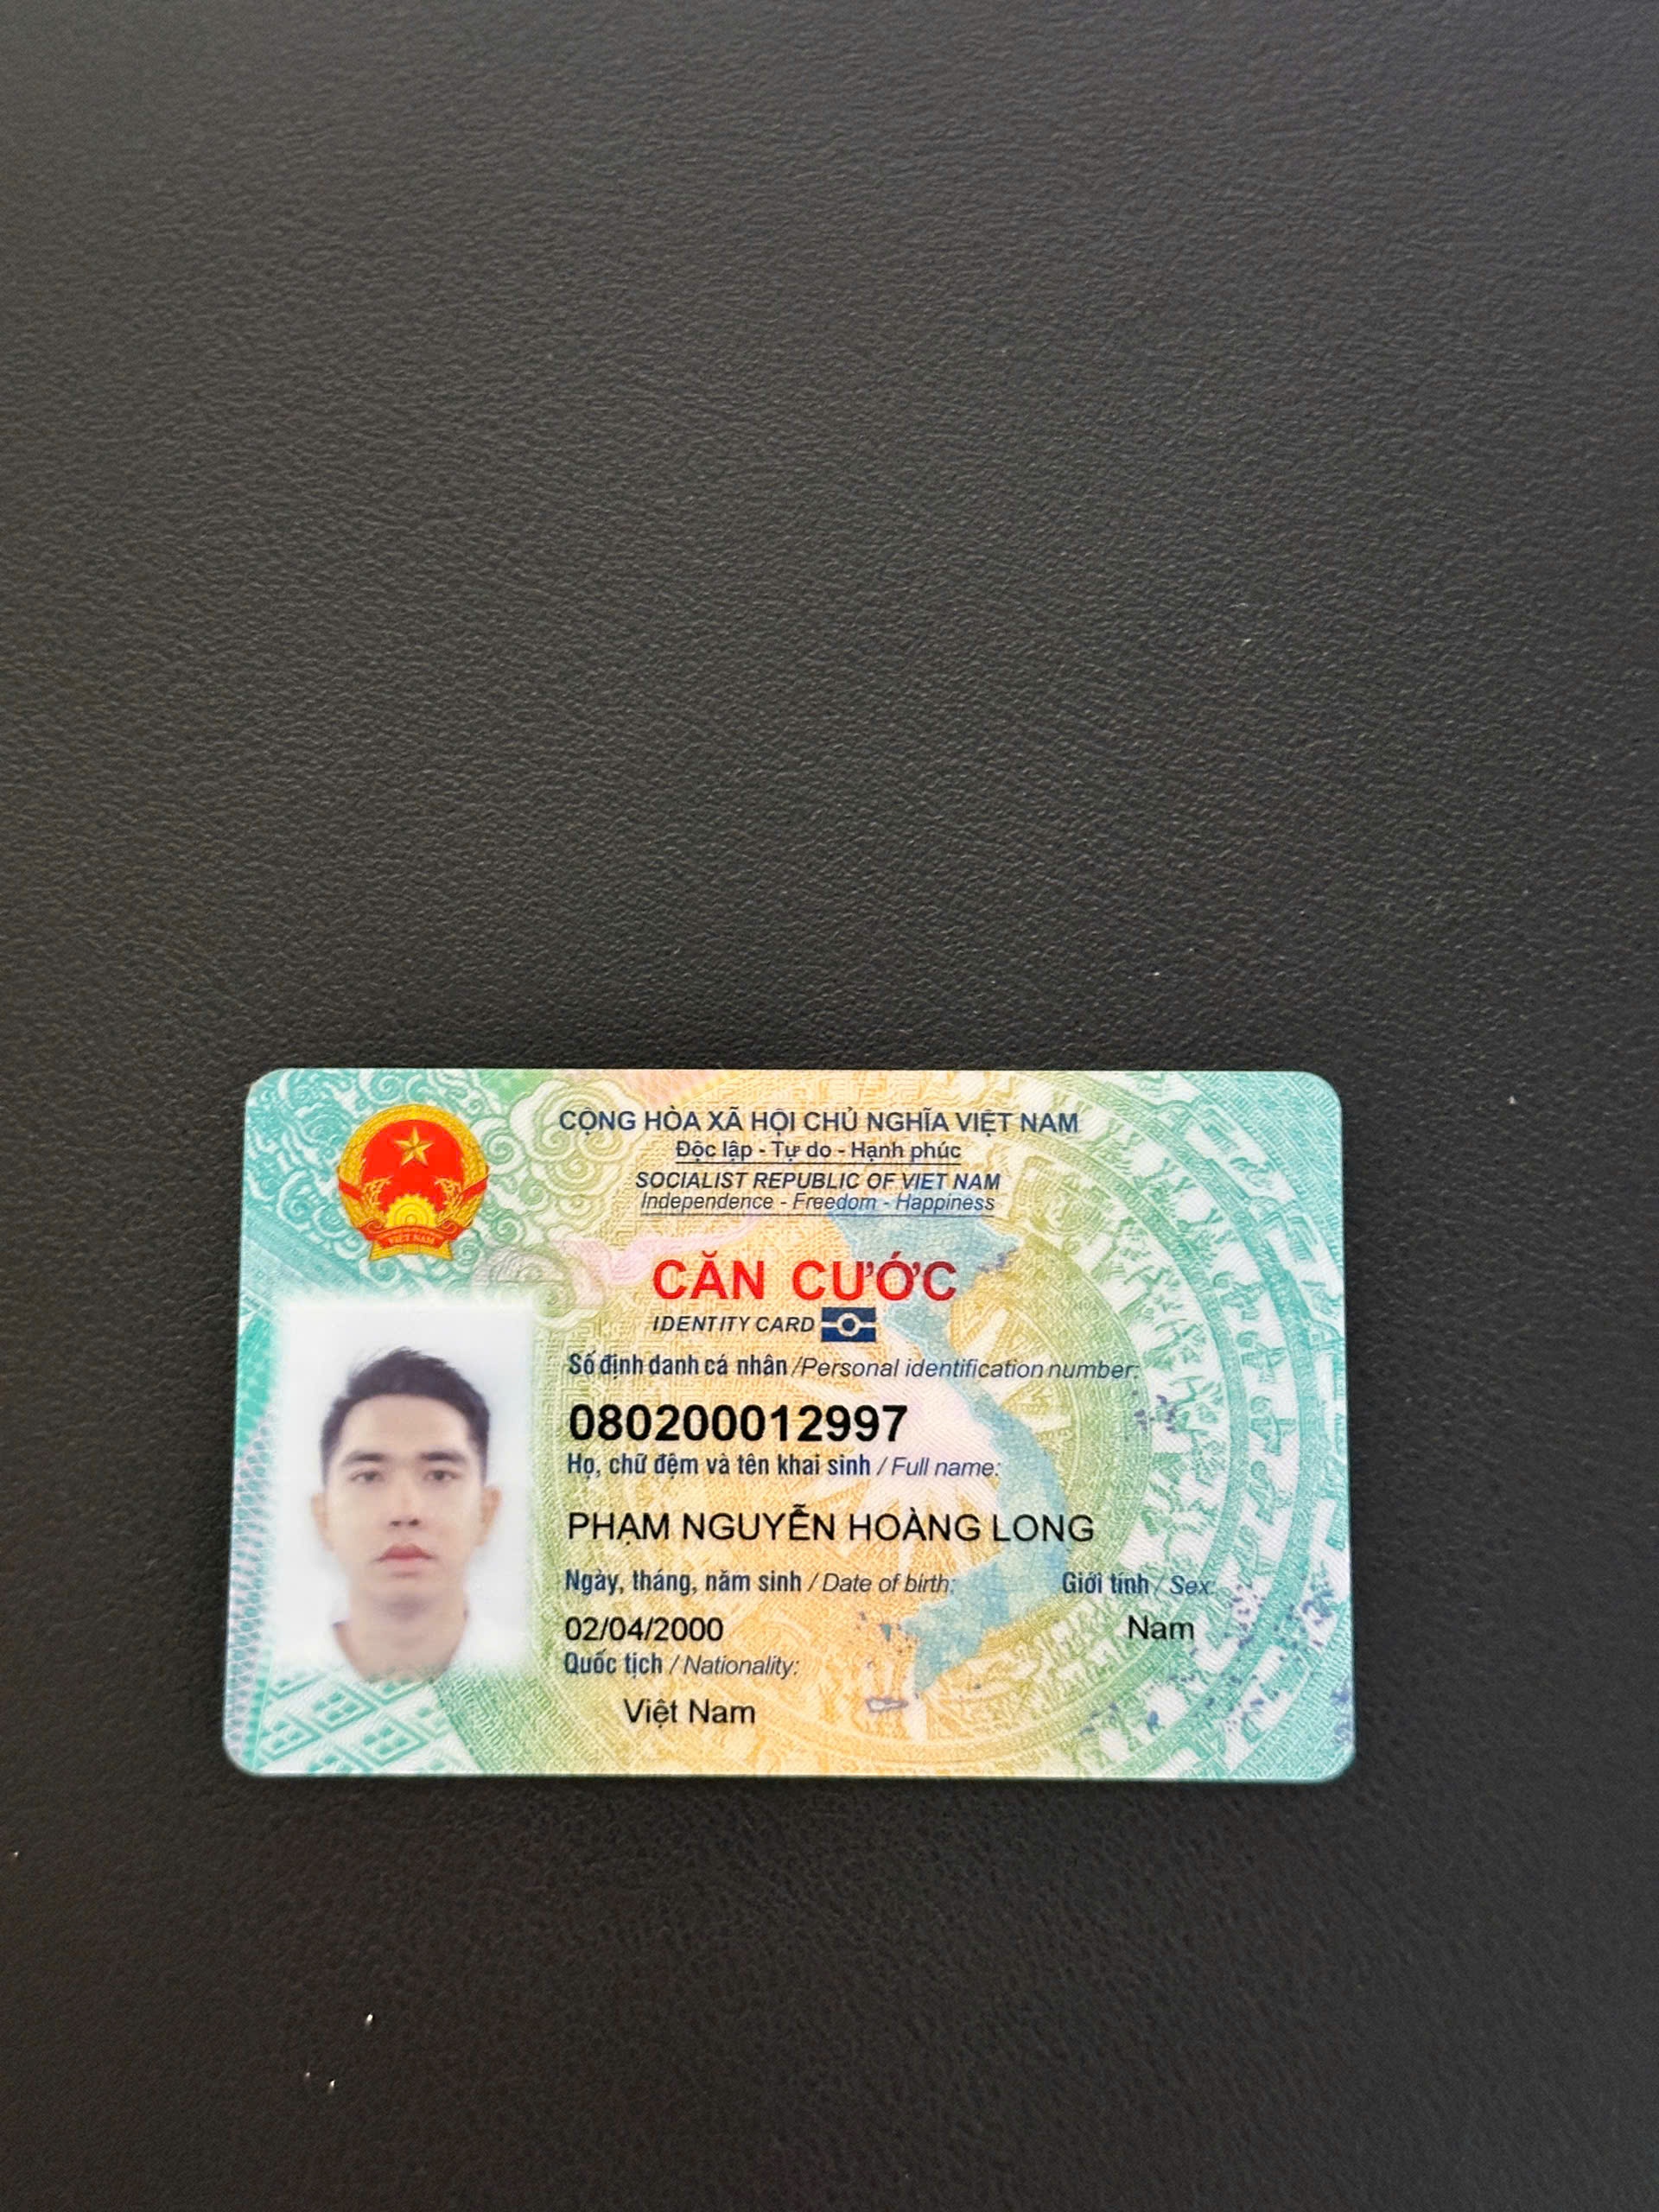 CỘNG HÒA XÃ HỘI CHỦ NGHĨA VIỆT NAM
Độc lập - Tự do - Hạnh phúc
SOCIALIST REPUBLIC OF VIET NAM
Independence - Freedom - Happiness
VIỆT NAM
CĂN CƯỚC
IDENTITY CARD
Số định danh cá nhân /Personal identification number:
080200012997
Họ, chữ đệm và tên khai sinh / Full name:
PHẠM NGUYỄN HOÀNG LONG
Ngày, tháng, năm sinh / Date of birth: Giới tính / Sex:
02/04/2000 Nam
Quốc tịch / Nationality:
Việt Nam